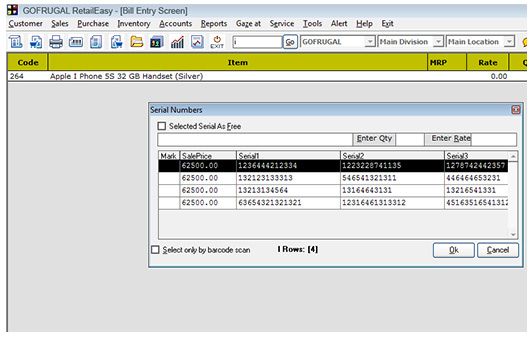 GOFRUGAL RetailEasy - [Bill Entry Screen]
Customer Sales Purchase Inventory Accounts Reports Gaze at Service Tools Alert Help Exit
EXIT i Go GOFRUGAL Main Division Main Location
Code Item MRP Rate Q
264 Apple I Phone 5S 32 GB Handset (Silver) 0.00
Serial Numbers
Selected Serial As Free
Enter Qty Enter Rate
Mark SalePrice Serial1 Serial2 Serial3
62500.00 1236444212334 1223228741135 1278742442357
62500.00 132123133313 546541321311 446464653231
62500.00 13213134564 13164643131 13216541331
62500.00 63654321321321 12316461313312 45163516541312
Select only by barcode scan I Rows: [4] Ok Cancel